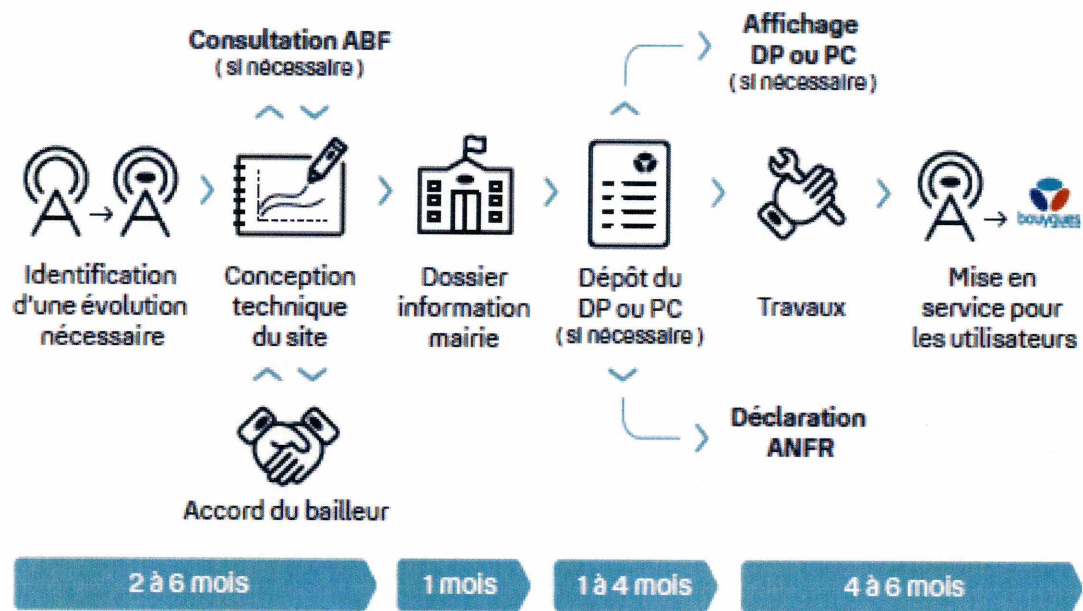 Consultation ABF
( si nécessaire )
Affichage
DP ou PC
( si nécessaire )
Identification
d'une évolution
nécessaire
Conception
technique
du site
Dossier
information
mairie
Dépôt du
DP ou PC
( si nécessaire )
Travaux
bouygues
Mise en
service pour
les utilisateurs
Accord du bailleur
Déclaration
ANFR
2 à 6 mois
1 mois
1 à 4 mois
4 à 6 mois